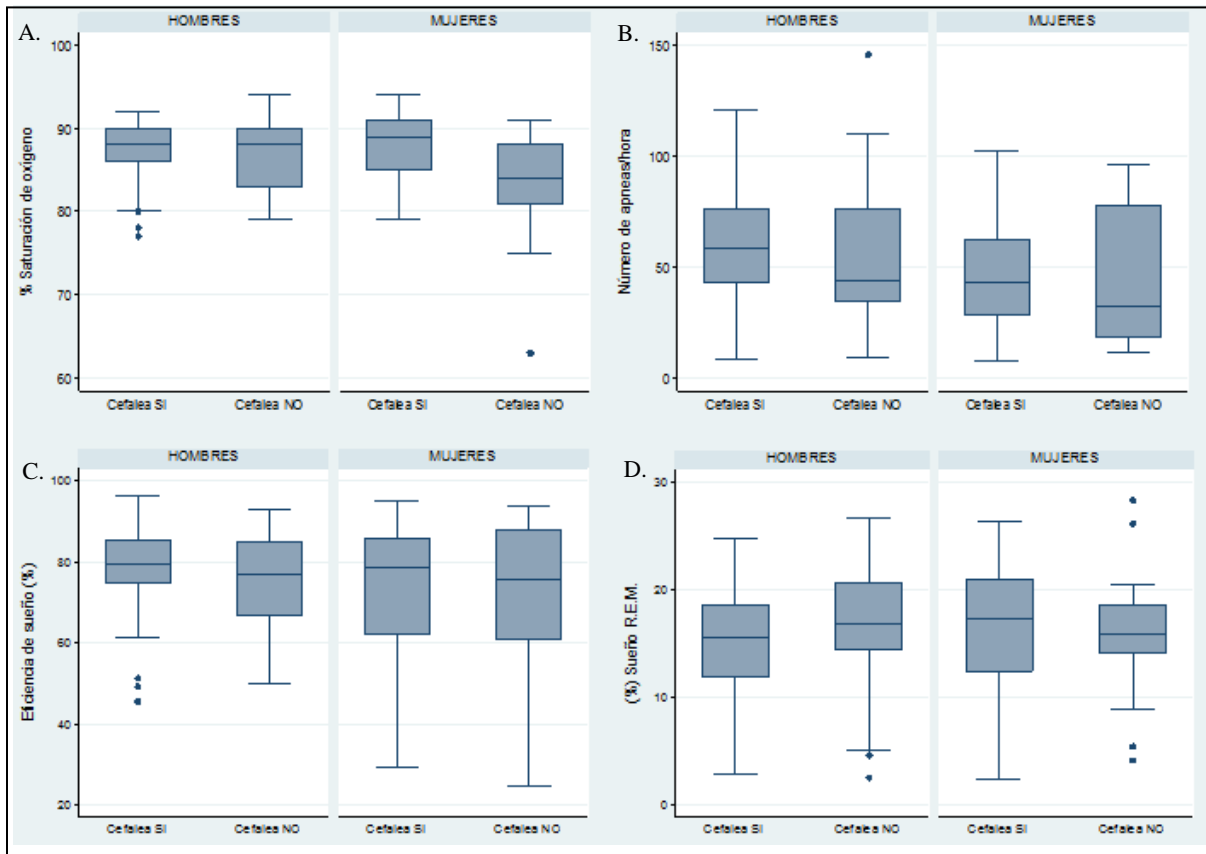 A.
HOMBRES
MUJERES
% Saturación de oxígeno
100
90
80
70
60
Cefalea SI
Cefalea NO
Cefalea SI
Cefalea NO
B.
HOMBRES
MUJERES
Número de apneas/hora
150
100
50
0
Cefalea SI
Cefalea NO
Cefalea SI
Cefalea NO
C.
HOMBRES
MUJERES
Eficiencia de sueño (%)
100
80
60
40
20
Cefalea SI
Cefalea NO
Cefalea SI
Cefalea NO
D.
HOMBRES
MUJERES
(%) Sueño R.E.M.
30
20
10
0
Cefalea SI
Cefalea NO
Cefalea SI
Cefalea NO